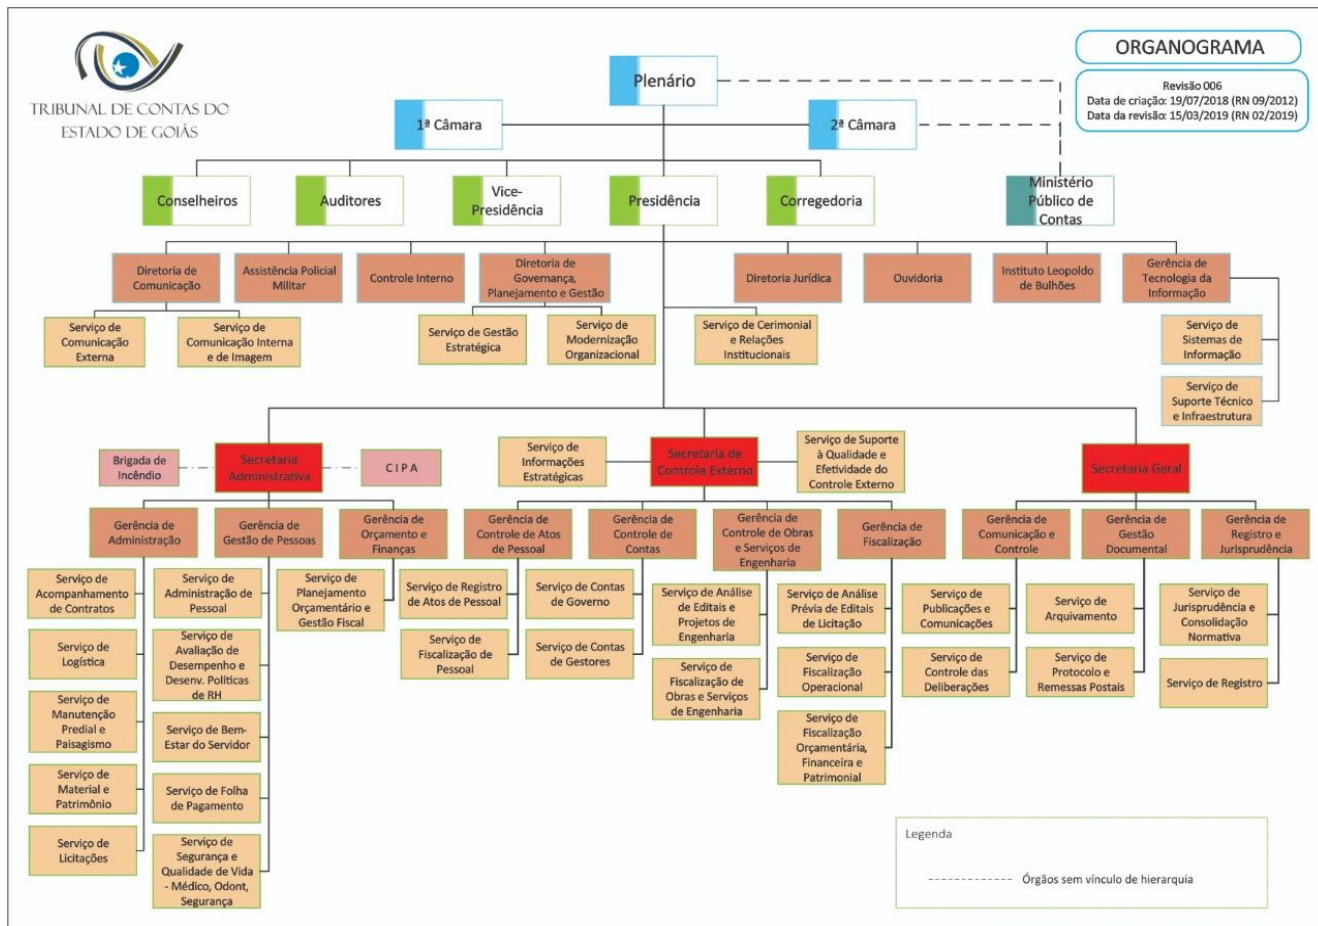 TRIBUNAL DE CONTAS DO
ESTADO DE GOIÁS
ORGANOGRAMA
Revisão 006
Data de criação: 19/07/2018 (RN 09/2012)
Data da revisão: 15/03/2019 (RN 02/2019)
Plenário
1ª Câmara
2ª Câmara
Conselheiros
Auditores
Vice-
Presidência
Presidência
Corregedoria
Ministério
Público de
Contas
Diretoria de
Comunicação
Assistência Policial
Militar
Controle Interno
Diretoria de
Governança,
Planejamento e Gestão
Diretoria Jurídica
Ouvidoria
Instituto Leopoldo
de Bulhões
Gerência de
Tecnologia da
Informação
Serviço de
Comunicação
Externa
Serviço de
Comunicação Interna
e de Imagem
Serviço de Gestão
Estratégica
Serviço de
Modernização
Organizacional
Serviço de Cerimonial
e Relações
Institucionais
Serviço de
Sistemas de
Informação
Serviço de
Suporte Técnico
e Infraestrutura
Brigada de
Incêndio
Secretaria
Administrativa
C I P A
Serviço de
Informações
Estratégicas
Secretaria de
Controle Externo
Serviço de Suporte
à Qualidade e
Efetividade do
Controle Externo
Secretaria Geral
Gerência de
Administração
Gerência de
Gestão de Pessoas
Gerência de
Orçamento e
Finanças
Gerência de
Controle de Atos
de Pessoal
Gerência de
Controle de
Contas
Gerência de
Controle de Obras
e Serviços de
Engenharia
Gerência de
Fiscalização
Gerência de
Comunicação e
Controle
Gerência de
Gestão
Documental
Gerência de
Registro e
Jurisprudência
Serviço de
Acompanhamento
de Contratos
Serviço de
Logística
Serviço de
Manutenção
Predial e
Paisagismo
Serviço de
Material e
Patrimônio
Serviço de
Licitações
Serviço de
Administração de
Pessoal
Serviço de
Avaliação de
Desempenho e
Desenv. Políticas
de RH
Serviço de Bem-
Estar do Servidor
Serviço de Folha
de Pagamento
Serviço de
Segurança e
Qualidade de Vida
- Médico, Odont,
Segurança
Serviço de
Planejamento
Orçamentário e
Gestão Fiscal
Serviço de Registro
de Atos de Pessoal
Serviço de
Fiscalização de
Pessoal
Serviço de Contas
de Governo
Serviço de Contas
de Gestores
Serviço de Análise
de Editais e
Projetos de
Engenharia
Serviço de
Fiscalização de
Obras e Serviços
de Engenharia
Serviço de Análise
Prévia de Editais
de Licitação
Serviço de
Fiscalização
Operacional
Serviço de
Fiscalização
Orçamentária,
Financeira e
Patrimonial
Serviço de
Publicações e
Comunicações
Serviço de
Controle das
Deliberações
Serviço de
Arquivamento
Serviço de
Protocolo e
Remessas Postais
Serviço de
Jurisprudência e
Consolidação
Normativa
Serviço de Registro
Legenda
Órgãos sem vínculo de hierarquia